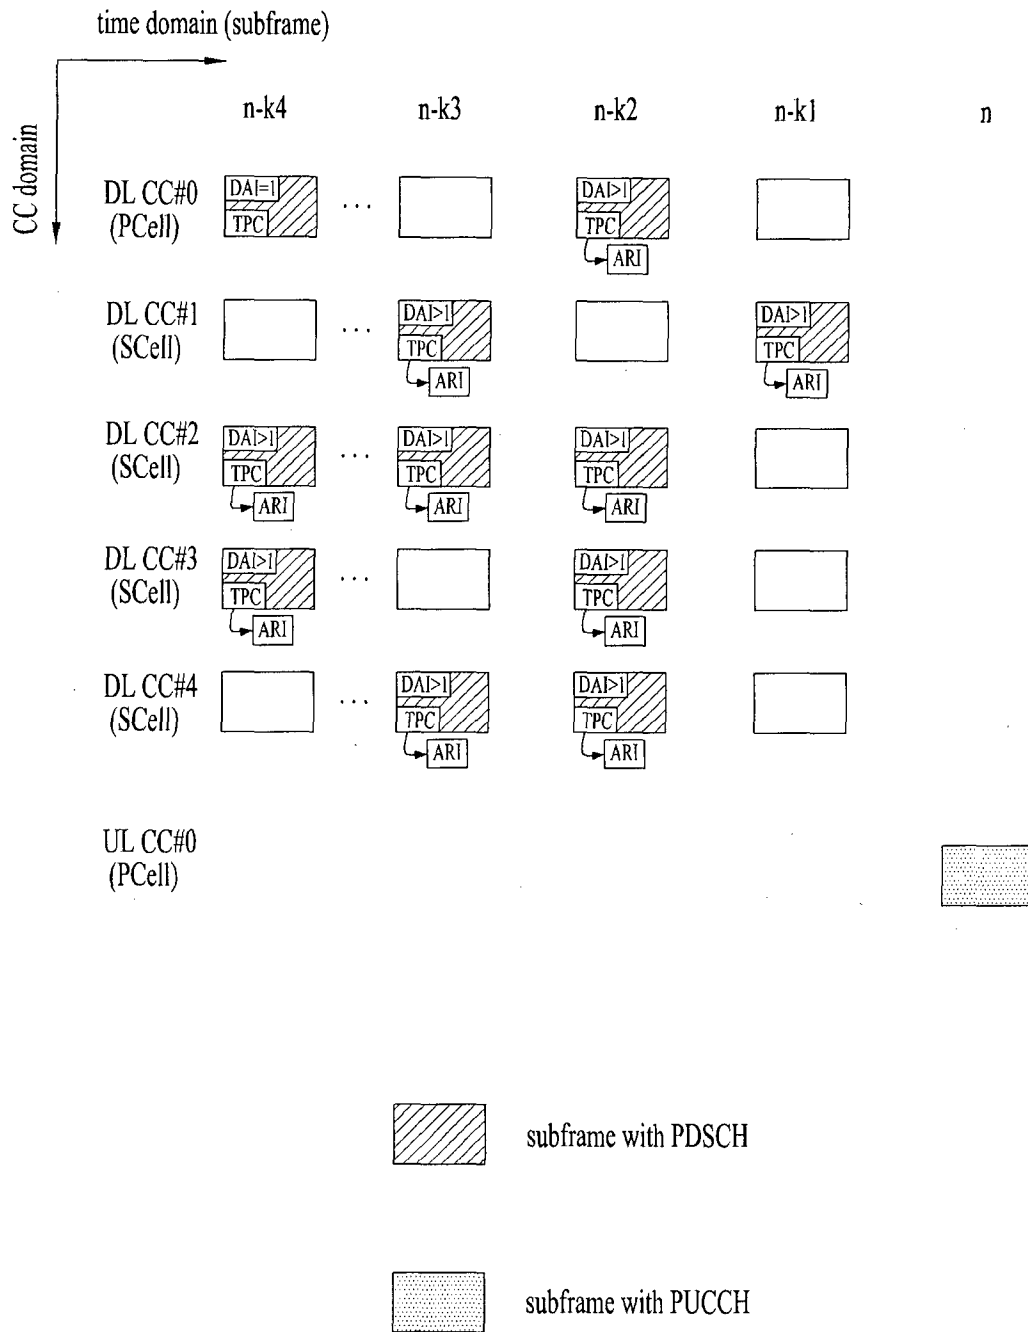 time domain (subframe)
CC domain
n-k4 n-k3 n-k2 n-k1 n
DL CC#0
(PCell)
DAI=1
TPC
...
DAI>1
TPC
ARI
DL CC#1
(SCell)
...
DAI>1
TPC
ARI
DAI>1
TPC
ARI
DL CC#2
(SCell)
DAI>1
TPC
ARI
...
DAI>1
TPC
ARI
DAI>1
TPC
ARI
DL CC#3
(SCell)
DAI>1
TPC
ARI
...
DAI>1
TPC
ARI
DL CC#4
(SCell)
...
DAI>1
TPC
ARI
DAI>1
TPC
ARI
UL CC#0
(PCell)
subframe with PDSCH
subframe with PUCCH